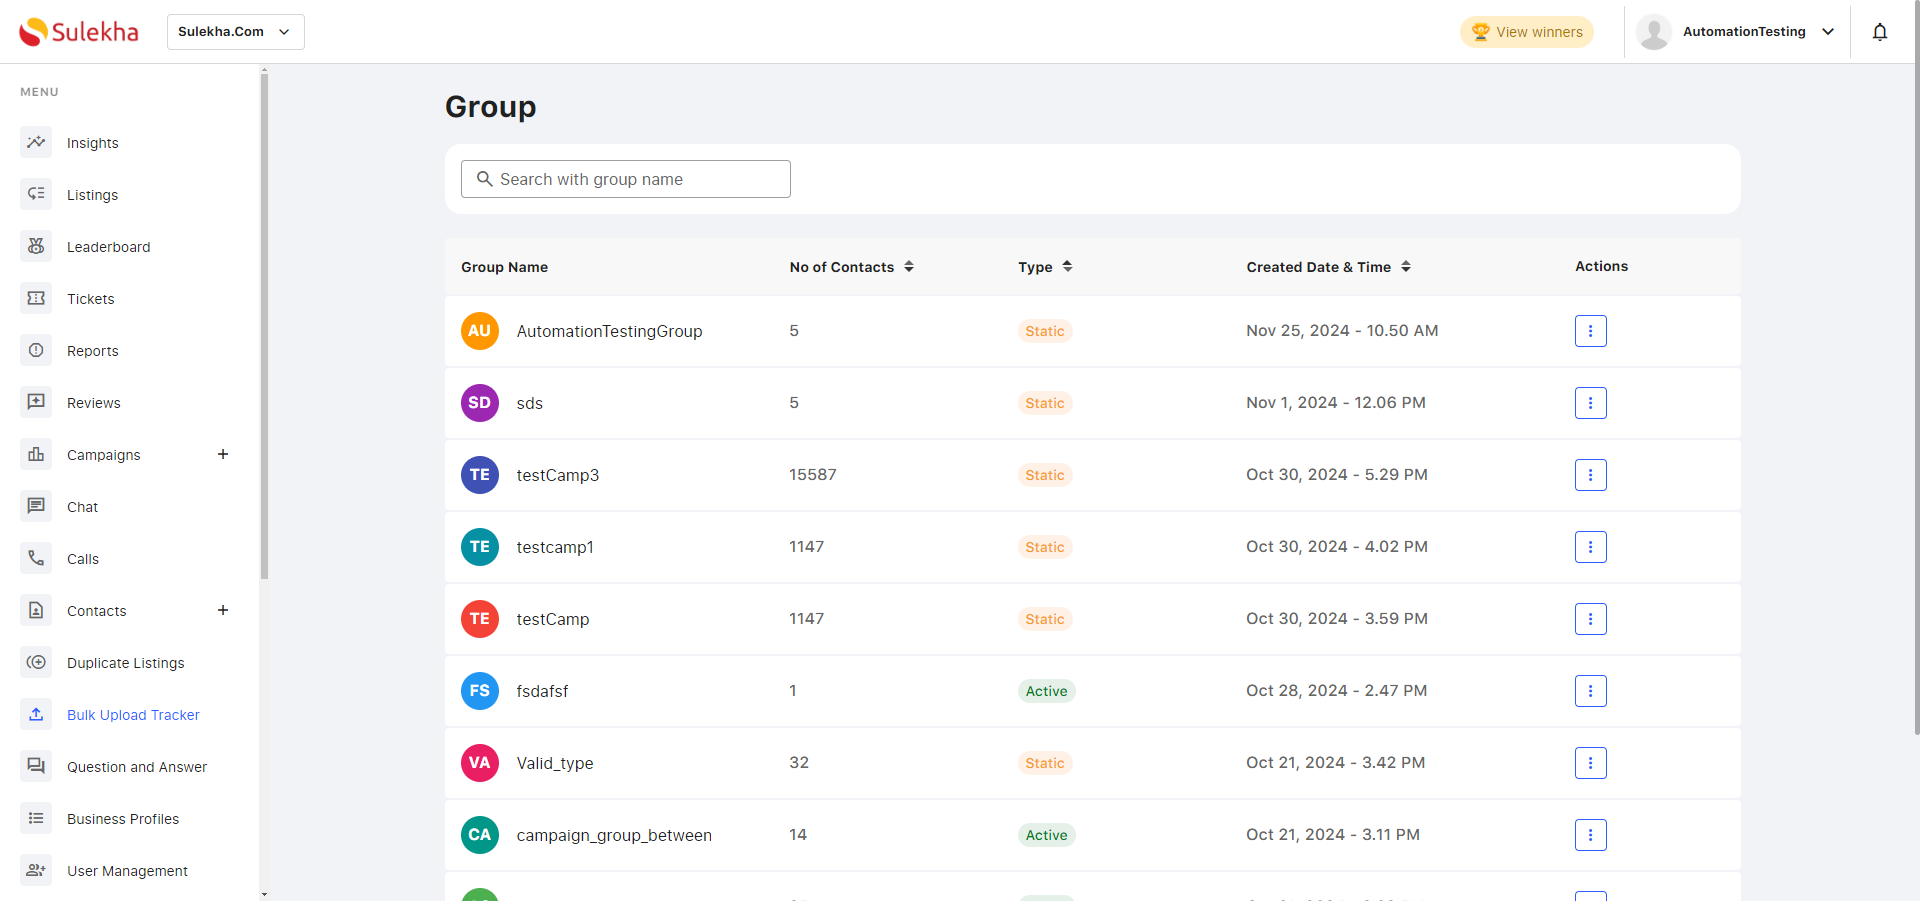 Sulekha
Sulekha.Com
View winners
AutomationTesting
MENU
Insights
Listings
Leaderboard
Tickets
Reports
Reviews
Campaigns +
Chat
Calls
Contacts +
Duplicate Listings
Bulk Upload Tracker
Question and Answer
Business Profiles
User Management
Group
Search with group name
Group Name No of Contacts Type Created Date & Time Actions
AU AutomationTestingGroup 5 Static Nov 25, 2024 - 10.50 AM
SD sds 5 Static Nov 1, 2024 - 12.06 PM
TE testCamp3 15587 Static Oct 30, 2024 - 5.29 PM
TE testcamp1 1147 Static Oct 30, 2024 - 4.02 PM
TE testCamp 1147 Static Oct 30, 2024 - 3.59 PM
FS fsdafsf 1 Active Oct 28, 2024 - 2.47 PM
VA Valid_type 32 Static Oct 21, 2024 - 3.42 PM
CA campaign_group_between 14 Active Oct 21, 2024 - 3.11 PM